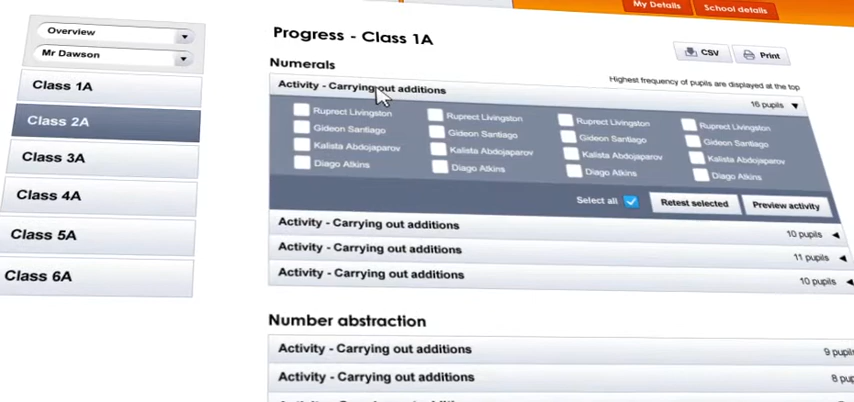 My Details
School details
Overview
Mr Dawson
Class 1A
Class 2A
Class 3A
Class 4A
Class 5A
Class 6A
Progress - Class 1A
CSV
Print
Numerals
Highest frequency of pupils are displayed at the top
Activity - Carrying out additions
16 pupils
Ruprect Livingston Ruprect Livingston Ruprect Livingston Ruprect Livingston
Gideon Santiago Gideon Santiago Gideon Santiago Gideon Santiago
Kalista Abdojaparov Kalista Abdojaparov Kalista Abdojaparov Kalista Abdojaparov
Diago Atkins Diago Atkins Diago Atkins Diago Atkins
Select all
Retest selected
Preview activity
Activity - Carrying out additions 10 pupils
Activity - Carrying out additions 11 pupils
Activity - Carrying out additions 10 pupils
Number abstraction
Activity - Carrying out additions 9 pupils
Activity - Carrying out additions 8 pup